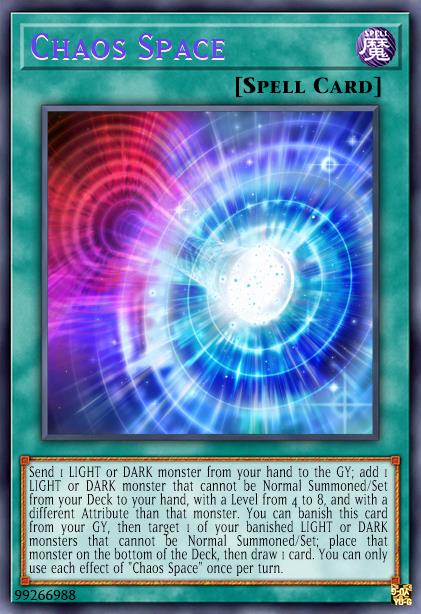 Chaos Space
SPELL
魔
[Spell Card]
Send 1 LIGHT or DARK monster from your hand to the GY; add 1
LIGHT or DARK monster that cannot be Normal Summoned/Set
from your Deck to your hand, with a Level from 4 to 8, and with a
different Attribute than that monster. You can banish this card
from your GY, then target 1 of your banished LIGHT or DARK
monsters that cannot be Normal Summoned/Set; place that
monster on the bottom of the Deck, then draw 1 card. You can only
use each effect of "Chaos Space" once per turn.
99266988